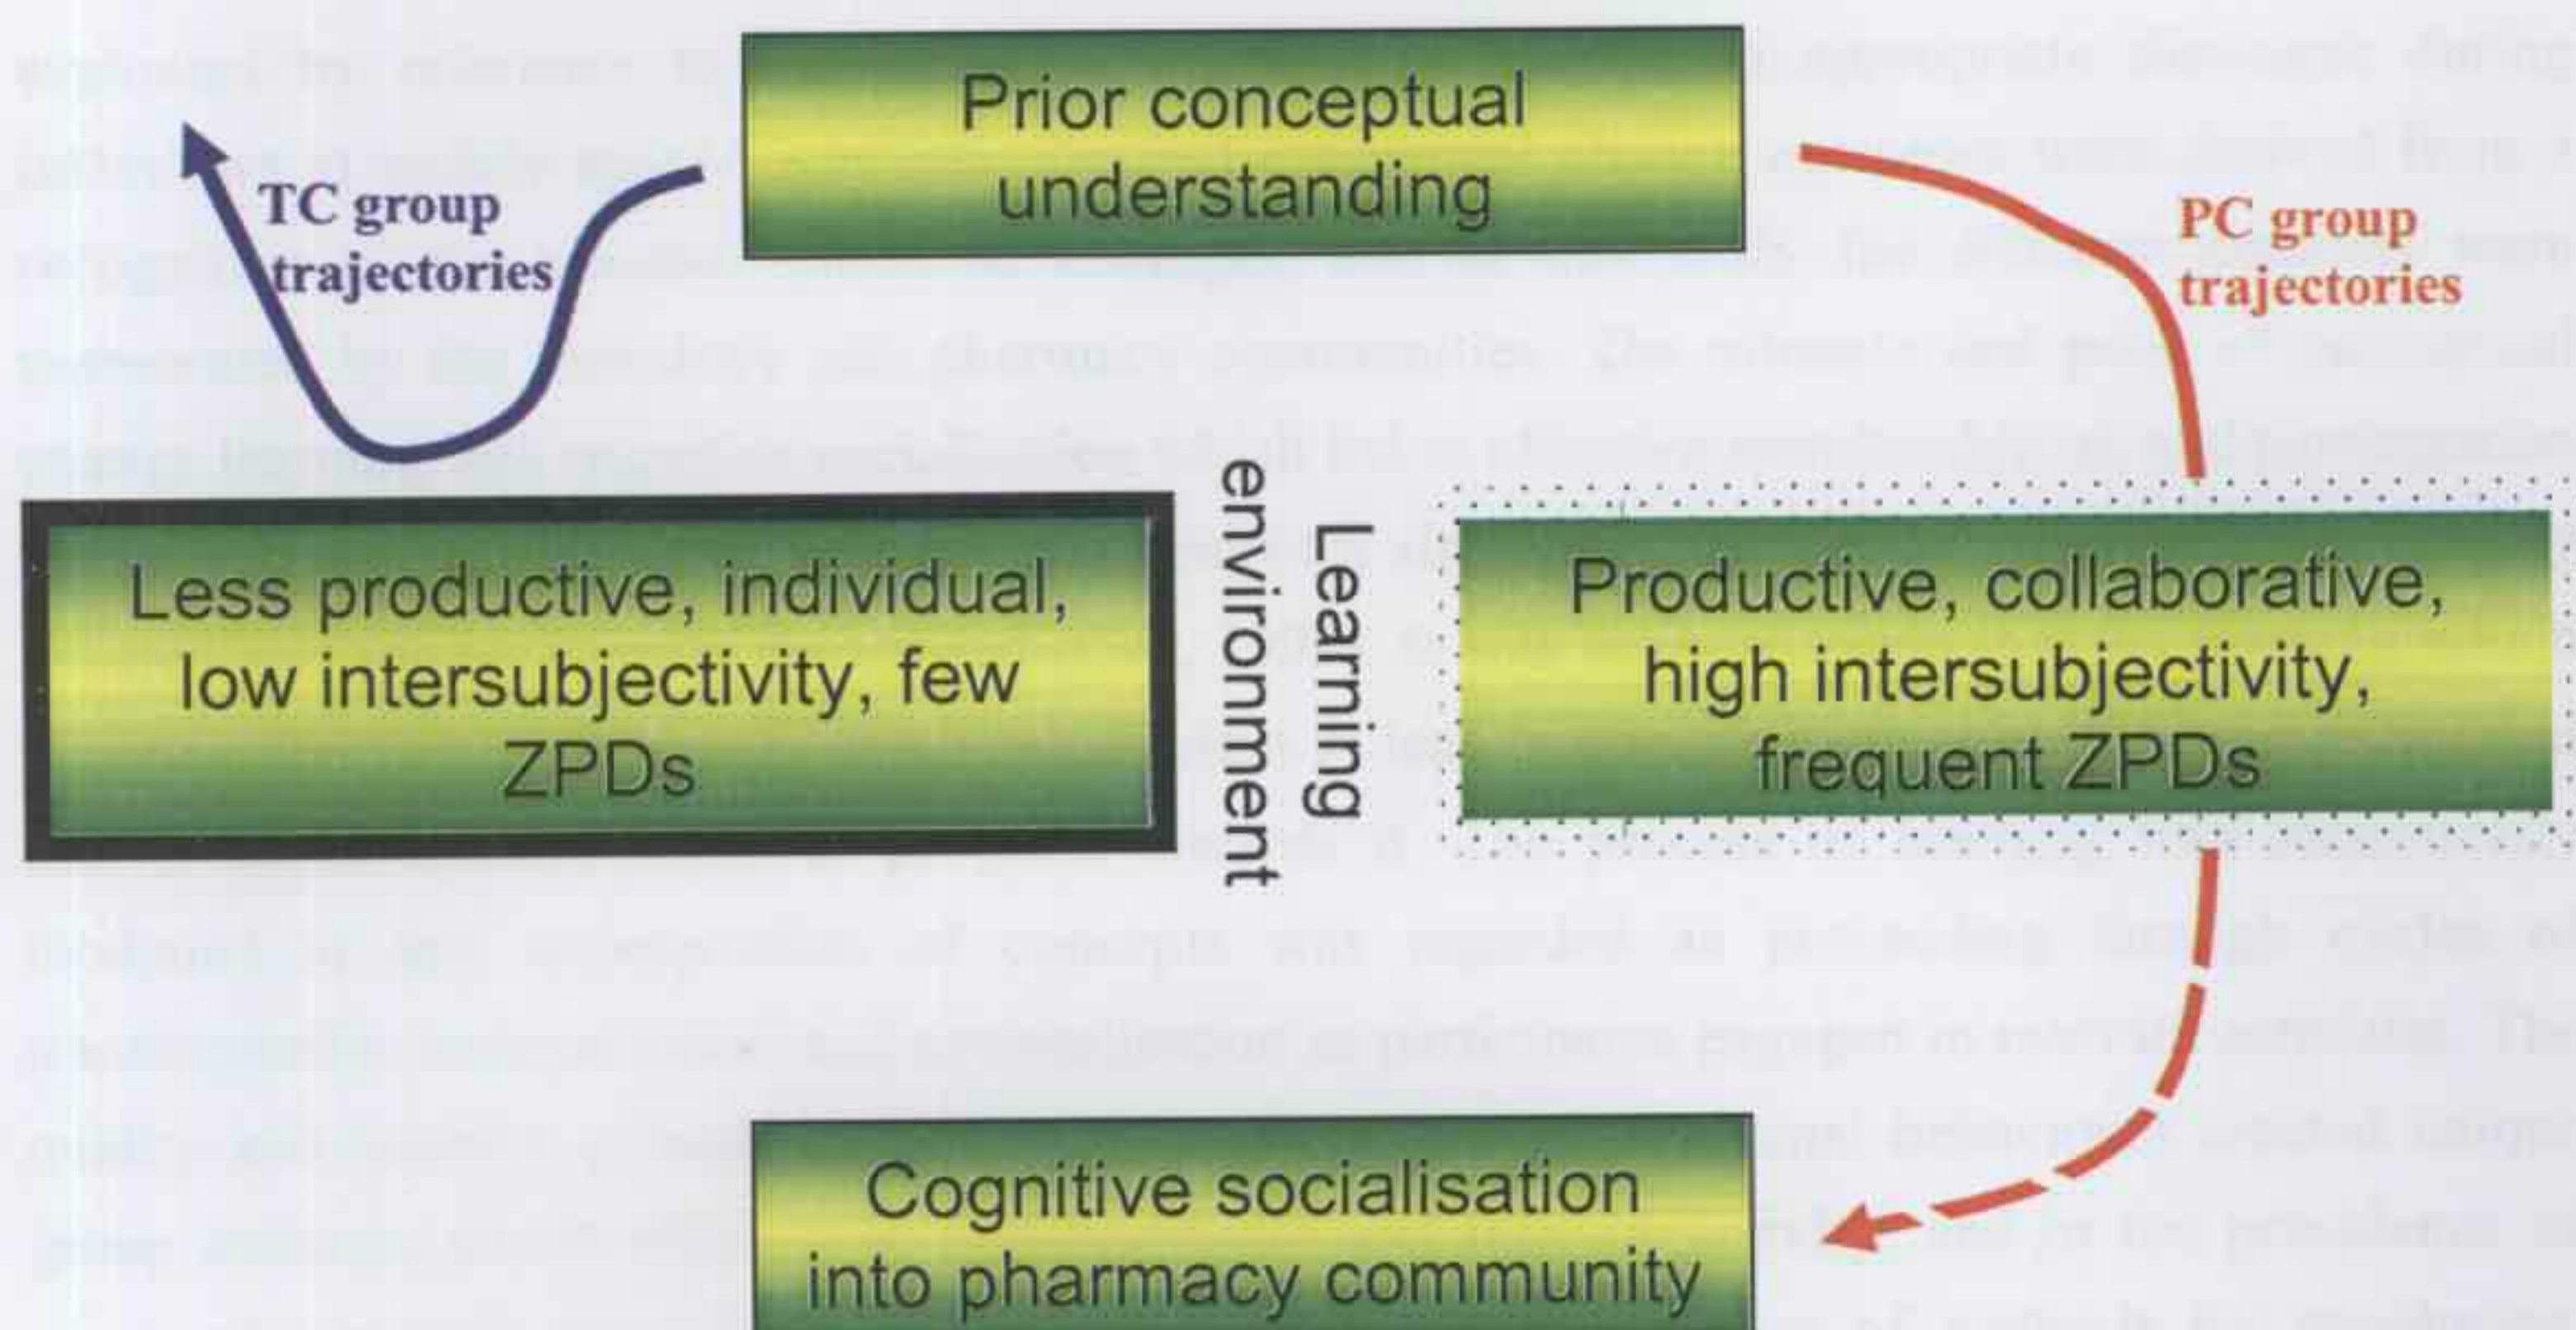 Prior conceptual
understanding
TC group
trajectories
PC group
trajectories
Less productive, individual,
low intersubjectivity, few
ZPDs
Learning
environment
Productive, collaborative,
high intersubjectivity,
frequent ZPDs
Cognitive socialisation
into pharmacy community